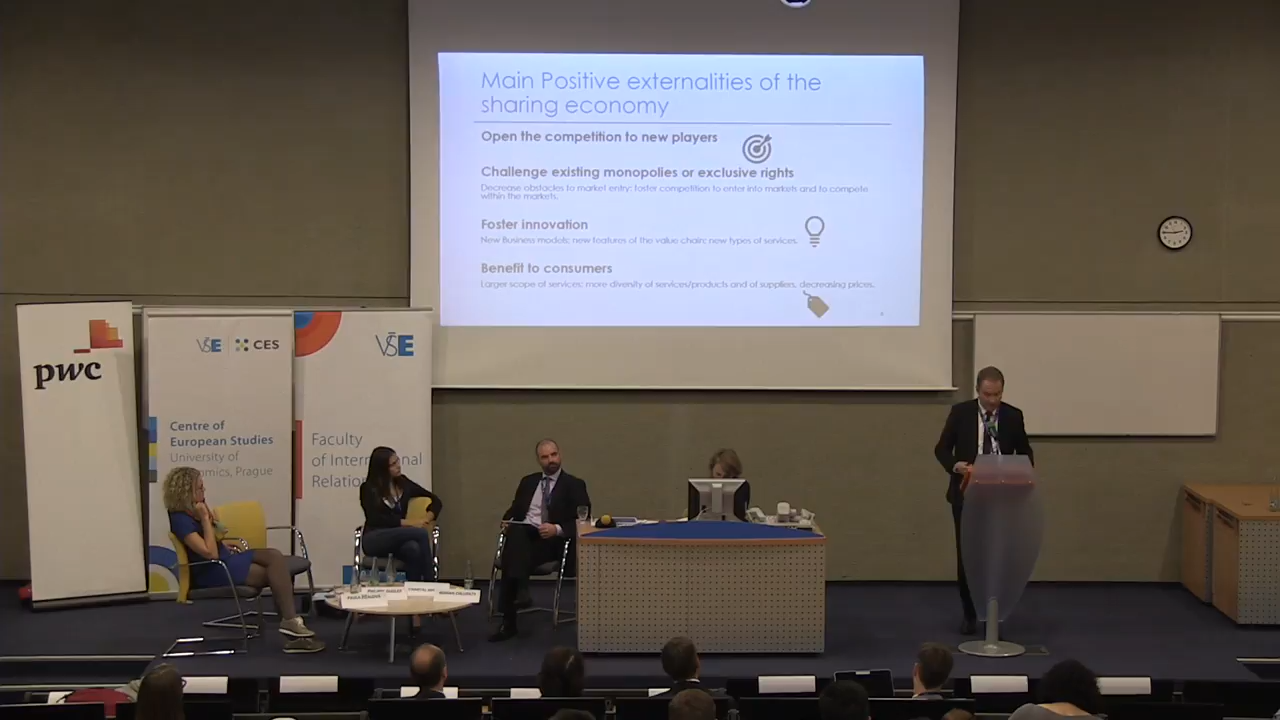 Main Positive externalities of the
sharing economy
Open the competition to new players
Challenge existing monopolies or exclusive rights
Decrease obstacles to market entry: foster competition to enter into markets and to compete
within the markets.
Foster innovation
New Business models; new features of the value chain; new types of services.
Benefit to consumers
Larger scope of services; more diversity of services/products and of suppliers, decreasing prices.
pwc
VŠE
CES
Centre of
European Studies
University of
omics, Prague
VŠE
Faculty
of Inter nal
Relatio